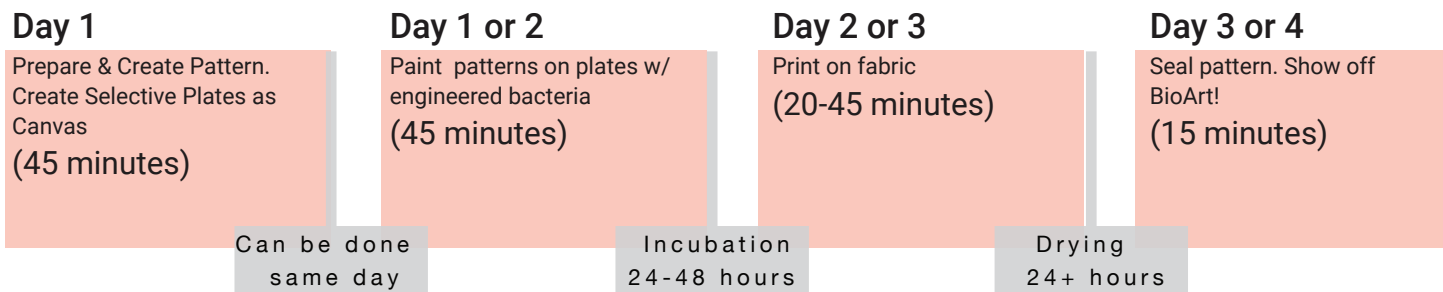 Day 1
Prepare & Create Pattern.
Create Selective Plates as
Canvas
(45 minutes)
Can be done
same day
Day 1 or 2
Paint patterns on plates w/
engineered bacteria
(45 minutes)
Incubation
24-48 hours
Day 2 or 3
Print on fabric
(20-45 minutes)
Drying
24+ hours
Day 3 or 4
Seal pattern. Show off
BioArt!
(15 minutes)